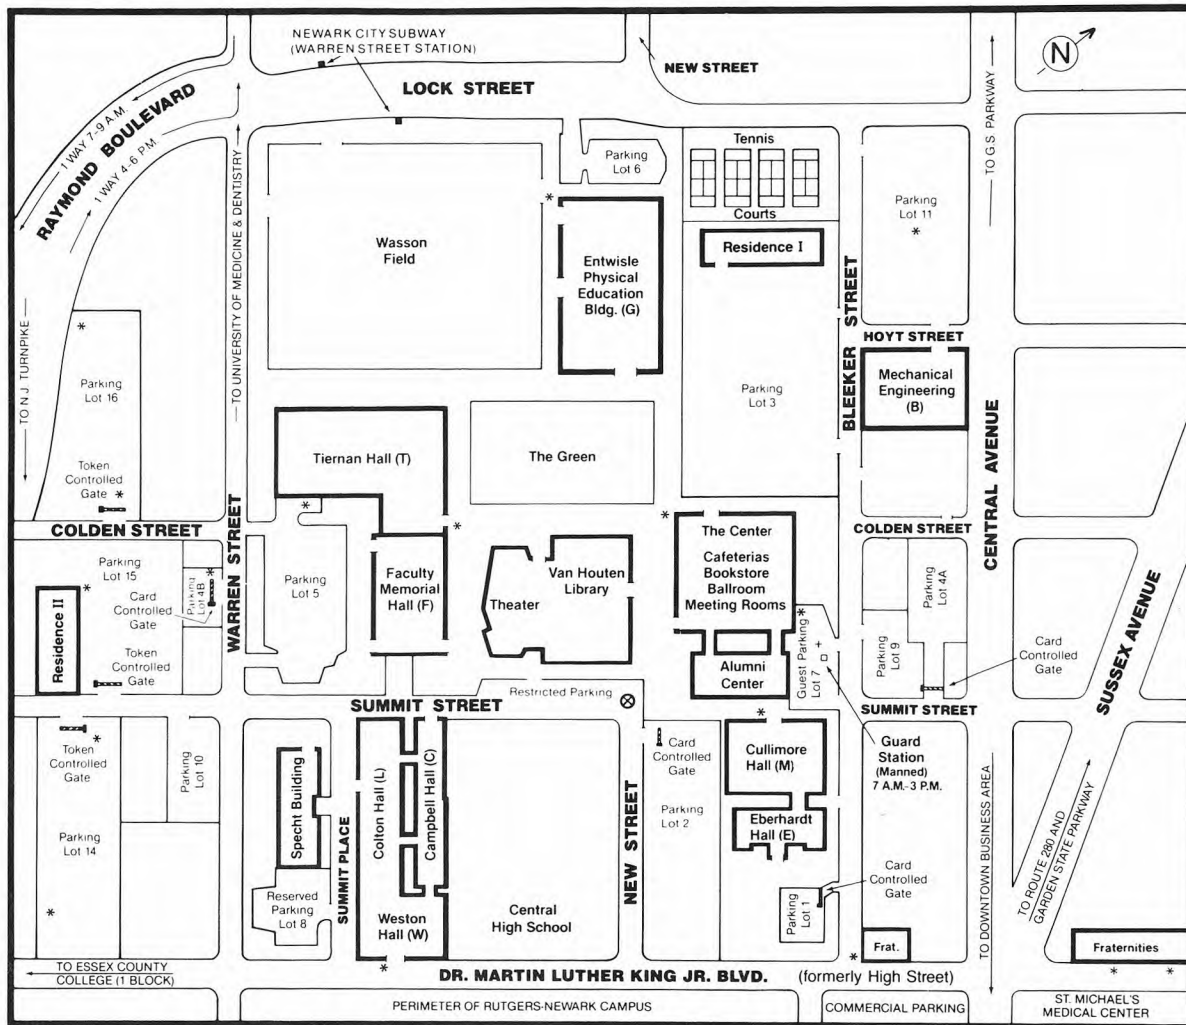 NEWARK CITY SUBWAY
(WARREN STREET STATION)
LOCK STREET
NEW STREET
N
1 WAY 7-9 A.M.
RAYMOND BOULEVARD
1 WAY 4-6 P.M.
TO UNIVERSITY OF MEDICINE & DENTISTRY
TO G.S. PARKWAY
Parking
Lot 6
Tennis
Courts
Parking
Lot 11
*
Wasson
Field
*
Entwisle
Physical
Education
Bldg. (G)
Residence I
BLEEKER STREET
HOYT STREET
TO N.J. TURNPIKE
*
Parking
Lot 16
Token
Controlled
Gate *
Parking
Lot 3
Mechanical
Engineering
(B)
CENTRAL AVENUE
Tiernan Hall (T)
The Green
*
*
*
COLDEN STREET
WARREN STREET
COLDEN STREET
Parking
Lot 15
*
Residence II
Parking
Lot 4B
*
Card
Controlled
Gate
Token
Controlled
Gate
Parking
Lot 5
Faculty
Memorial
Hall (F)
Theater
Van Houten
Library
The Center
Cafeterias
Bookstore
Ballroom
Meeting Rooms
*
Alumni
Center
Guest Parking
Lot 7
+
Parking
Lot 9
Parking
Lot 4A
Card
Controlled
Gate
SUSSEX AVENUE
Restricted Parking
SUMMIT STREET
SUMMIT STREET
*
Token
Controlled
Gate
*
Parking
Lot 10
Parking
Lot 14
*
Specht Building
Reserved
Parking
Lot 8
SUMMIT PLACE
Colton Hall (L)
Campbell Hall (C)
Weston
Hall (W)
*
Central
High School
NEW STREET
Card
Controlled
Gate
Parking
Lot 2
Cullimore
Hall (M)
Eberhardt
Hall (E)
Guard
Station
(Manned)
7 A.M.-3 P.M.
Card
Controlled
Gate
Parking
Lot 1
*
Frat.
TO DOWNTOWN BUSINESS AREA
TO ROUTE 280 AND
GARDEN STATE PARKWAY
Fraternities
* *
TO ESSEX COUNTY
COLLEGE (1 BLOCK)
DR. MARTIN LUTHER KING JR. BLVD. (formerly High Street)
PERIMETER OF RUTGERS-NEWARK CAMPUS
COMMERCIAL PARKING
ST. MICHAEL'S
MEDICAL CENTER